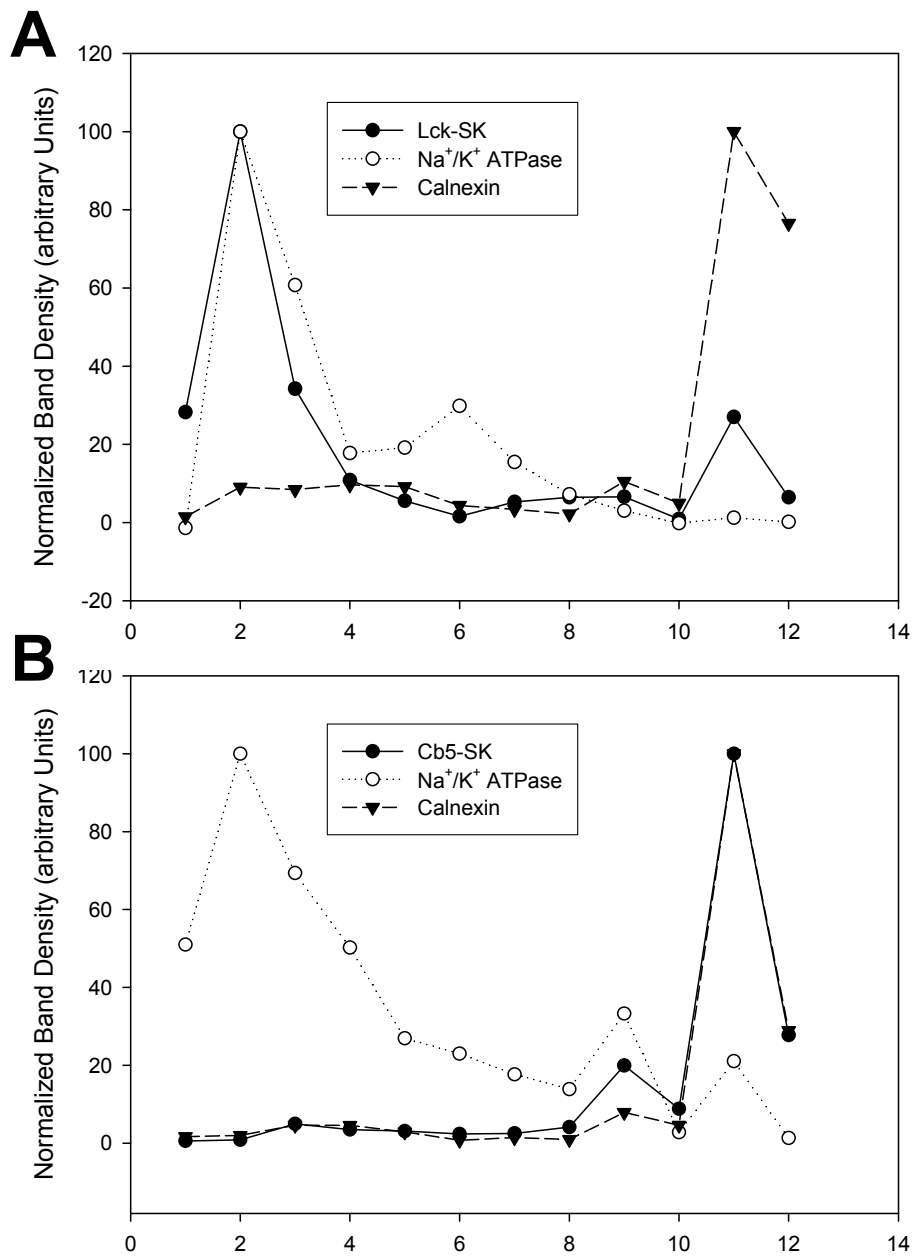 A
120
100
80
60
40
20
0
-20
Normalized Band Density (arbitrary Units)
Lck-SK
Na⁺/K⁺ ATPase
Calnexin
0 2 4 6 8 10 12 14
B
120
100
80
60
40
20
0
Normalized Band Density (arbitrary Units)
Cb5-SK
Na⁺/K⁺ ATPase
Calnexin
0 2 4 6 8 10 12 14